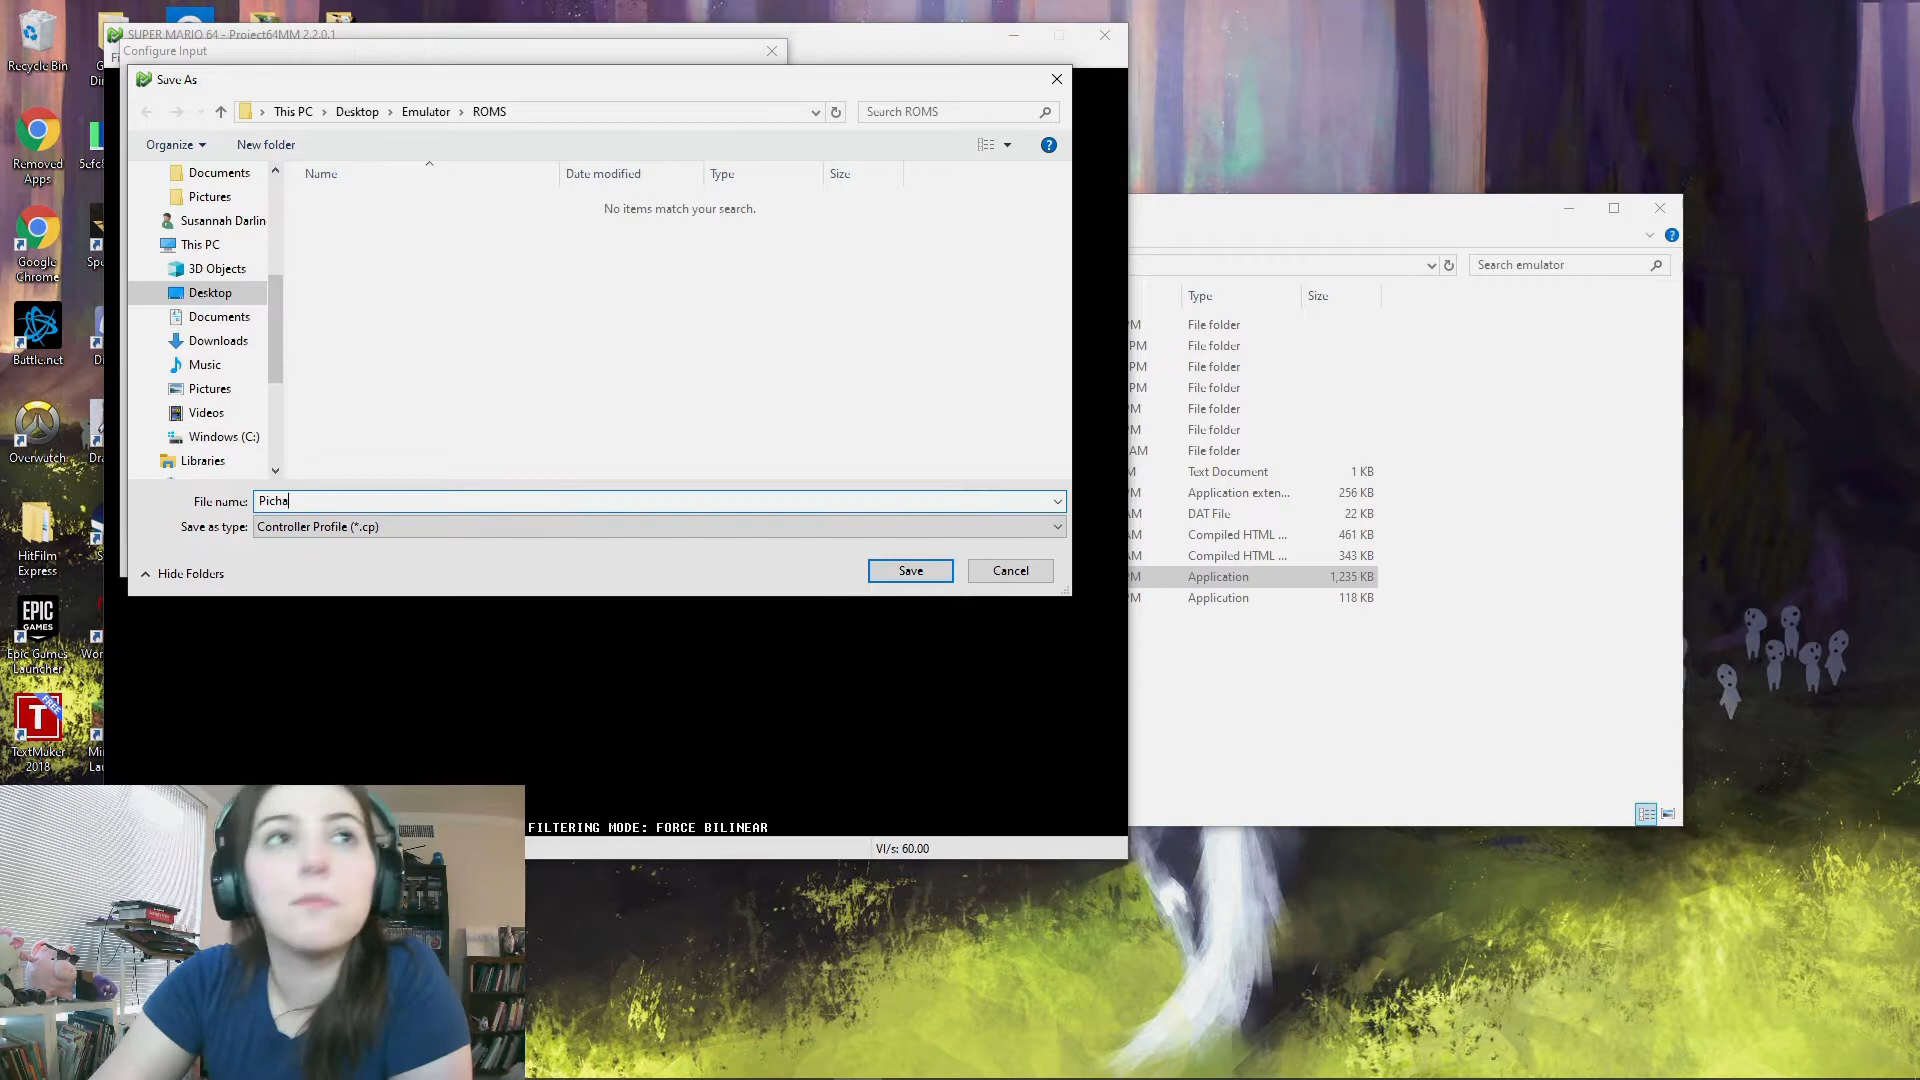 Recycle Bin
Removed
Apps
Google
Chrome
Battle.net
Overwatch
HitFilm
Express
EPIC
GAMES
Epic Games
Launcher
FREE
T
TextMaker
2018
SUPER MARIO 64 - Project64MM 2.2.0.1
Configure Input
Save As
This PC > Desktop > Emulator > ROMS
Search ROMS
Organize
New folder
Name
Date modified
Type
Size
No items match your search.
Documents
Pictures
Susannah Darlin
This PC
3D Objects
Desktop
Documents
Downloads
Music
Pictures
Videos
Windows (C:)
Libraries
File name: Picha
Save as type: Controller Profile (*.cp)
Hide Folders
Save
Cancel
FILTERING MODE: FORCE BILINEAR
VI/s: 60.00
Search emulator
Type Size
File folder
PM File folder
PM File folder
PM File folder
File folder
File folder
AM File folder
Text Document 1 KB
Application exten... 256 KB
DAT File 22 KB
Compiled HTML ... 461 KB
Compiled HTML ... 343 KB
Application 1,235 KB
Application 118 KB